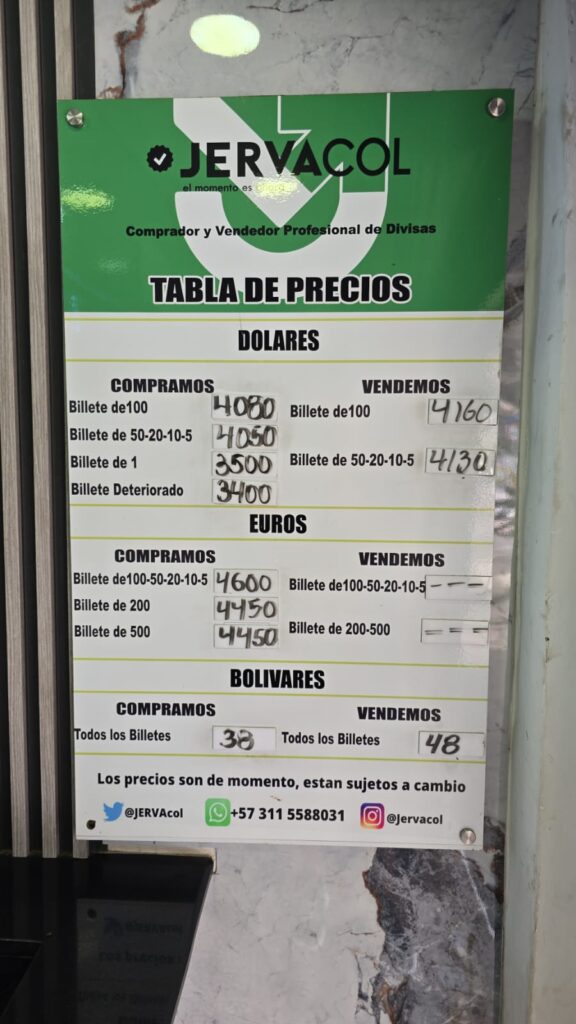 JERVACOL
el momento es ahora
Comprador y Vendedor Profesional de Divisas
TABLA DE PRECIOS
DOLARES
COMPRAMOS VENDEMOS
Billete de100 4080 Billete de100 4160
Billete de 50-20-10-5 4050
Billete de 1 3500 Billete de 50-20-10-5 4130
Billete Deteriorado 3400
EUROS
COMPRAMOS VENDEMOS
Billete de100-50-20-10-5 4600 Billete de100-50-20-10-5 ---
Billete de 200 4450
Billete de 500 4450 Billete de 200-500 ===
BOLIVARES
COMPRAMOS VENDEMOS
Todos los Billetes 38 Todos los Billetes 48
Los precios son de momento, estan sujetos a cambio
@JERVAcol +57 311 5588031 @Jervacol